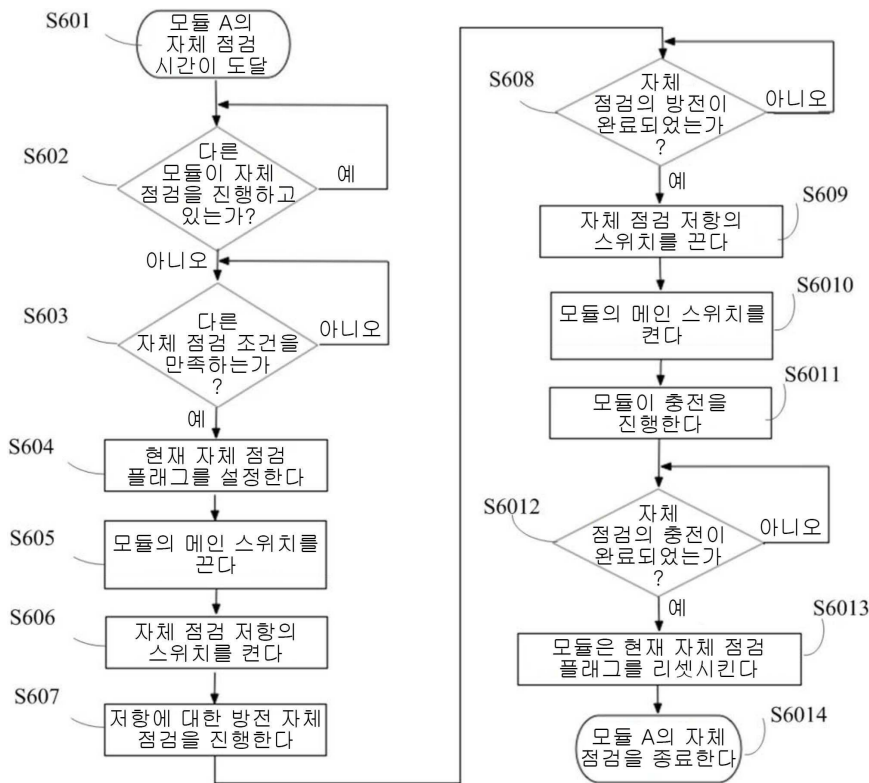 S601
모듈 A의
자체 점검
시간이 도달
S602
다른
모듈이 자체
점검을 진행하고
있는가?
예
아니오
S603
다른
자체 점검 조건을
만족하는가
?
아니오
예
S604
현재 자체 점검
플래그를 설정한다
S605
모듈의 메인 스위치를
끈다
S606
자체 점검 저항의
스위치를 켠다
S607
저항에 대한 방전 자체
점검을 진행한다
S608
자체
점검의 방전이
완료되었는가
?
아니오
예
S609
자체 점검 저항의
스위치를 끈다
S6010
모듈의 메인 스위치를
켠다
S6011
모듈이 충전을
진행한다
S6012
자체
점검의 충전이
완료되었는가
?
아니오
예
S6013
모듈은 현재 자체 점검
플래그를 리셋시킨다
S6014
모듈 A의 자체
점검을 종료한다